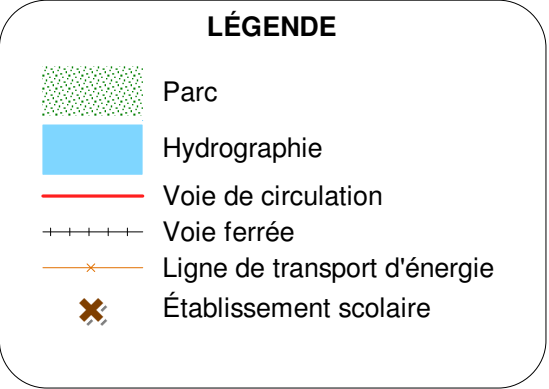 LÉGENDE
Parc
Hydrographie
Voie de circulation
Voie ferrée
Ligne de transport d'énergie
Établissement scolaire